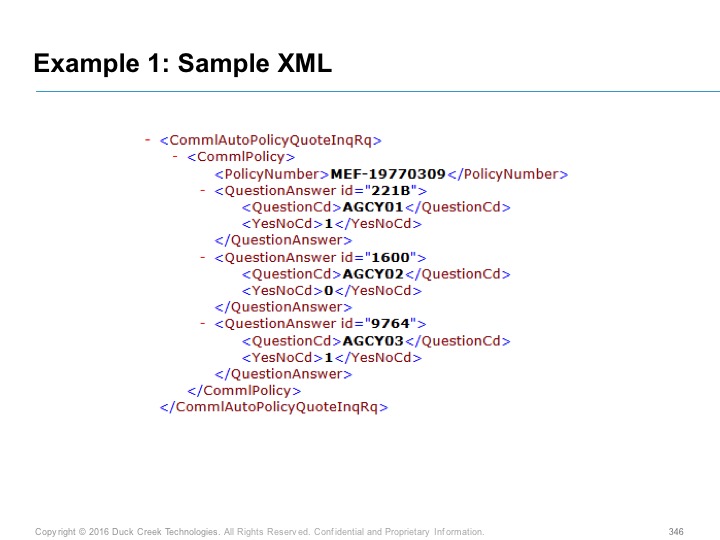 Example 1: Sample XML
- <CommlAutoPolicyQuoteInqRq>
- <CommlPolicy>
<PolicyNumber>MEF-19770309</PolicyNumber>
- <QuestionAnswer id="221B">
<QuestionCd>AGCY01</QuestionCd>
<YesNoCd>1</YesNoCd>
</QuestionAnswer>
- <QuestionAnswer id="1600">
<QuestionCd>AGCY02</QuestionCd>
<YesNoCd>0</YesNoCd>
</QuestionAnswer>
- <QuestionAnswer id="9764">
<QuestionCd>AGCY03</QuestionCd>
<YesNoCd>1</YesNoCd>
</QuestionAnswer>
</CommlPolicy>
</CommlAutoPolicyQuoteInqRq>
Copyright © 2016 Duck Creek Technologies. All Rights Reserved. Confidential and Proprietary Information. 346